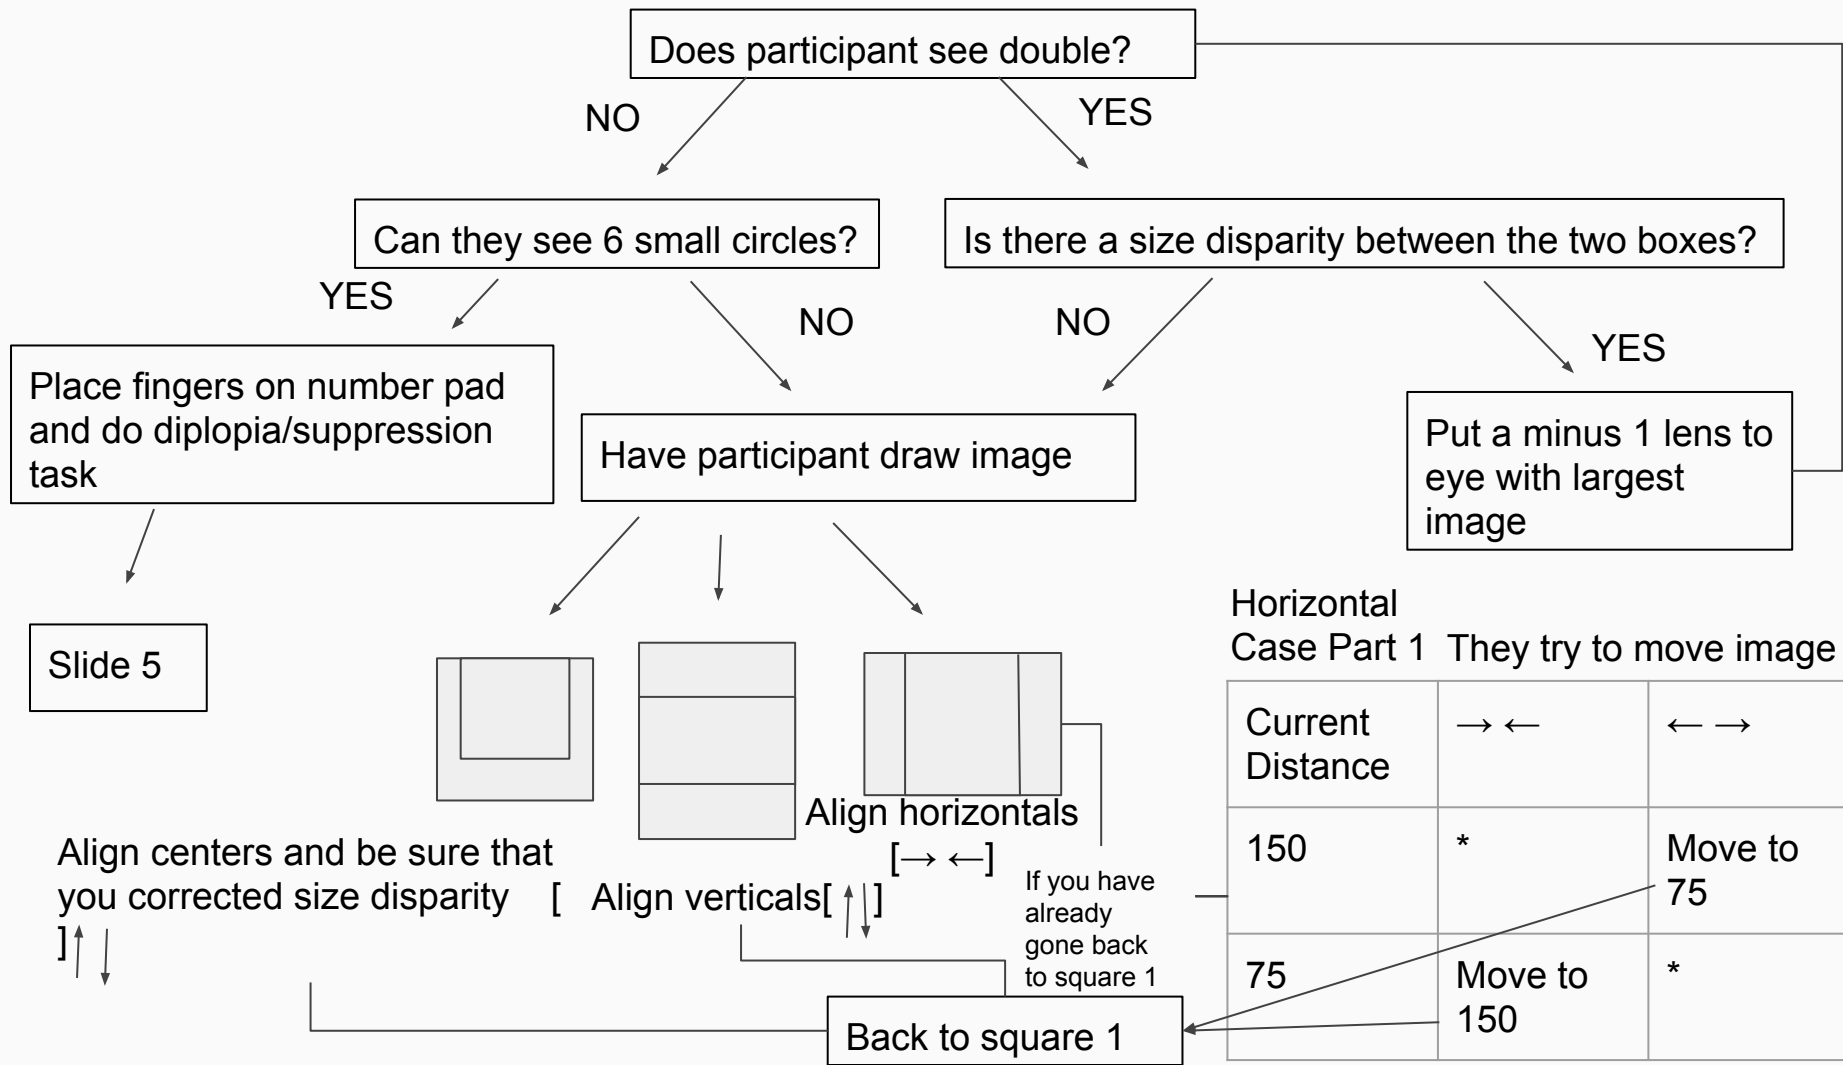 Does participant see double?
NO
YES
Can they see 6 small circles?
Is there a size disparity between the two boxes?
YES
NO
NO
YES
Place fingers on number pad
and do diplopia/suppression
task
Have participant draw image
Put a minus 1 lens to
eye with largest
image
Slide 5
Align centers and be sure that
you corrected size disparity [
]
Align verticals[ ]
Align horizontals
[→ ←]
If you have
already
gone back
to square 1
Back to square 1
Horizontal
Case Part 1
They try to move image
Current
Distance
→ ←
← →
150
*
Move to
75
75
Move to
150
*